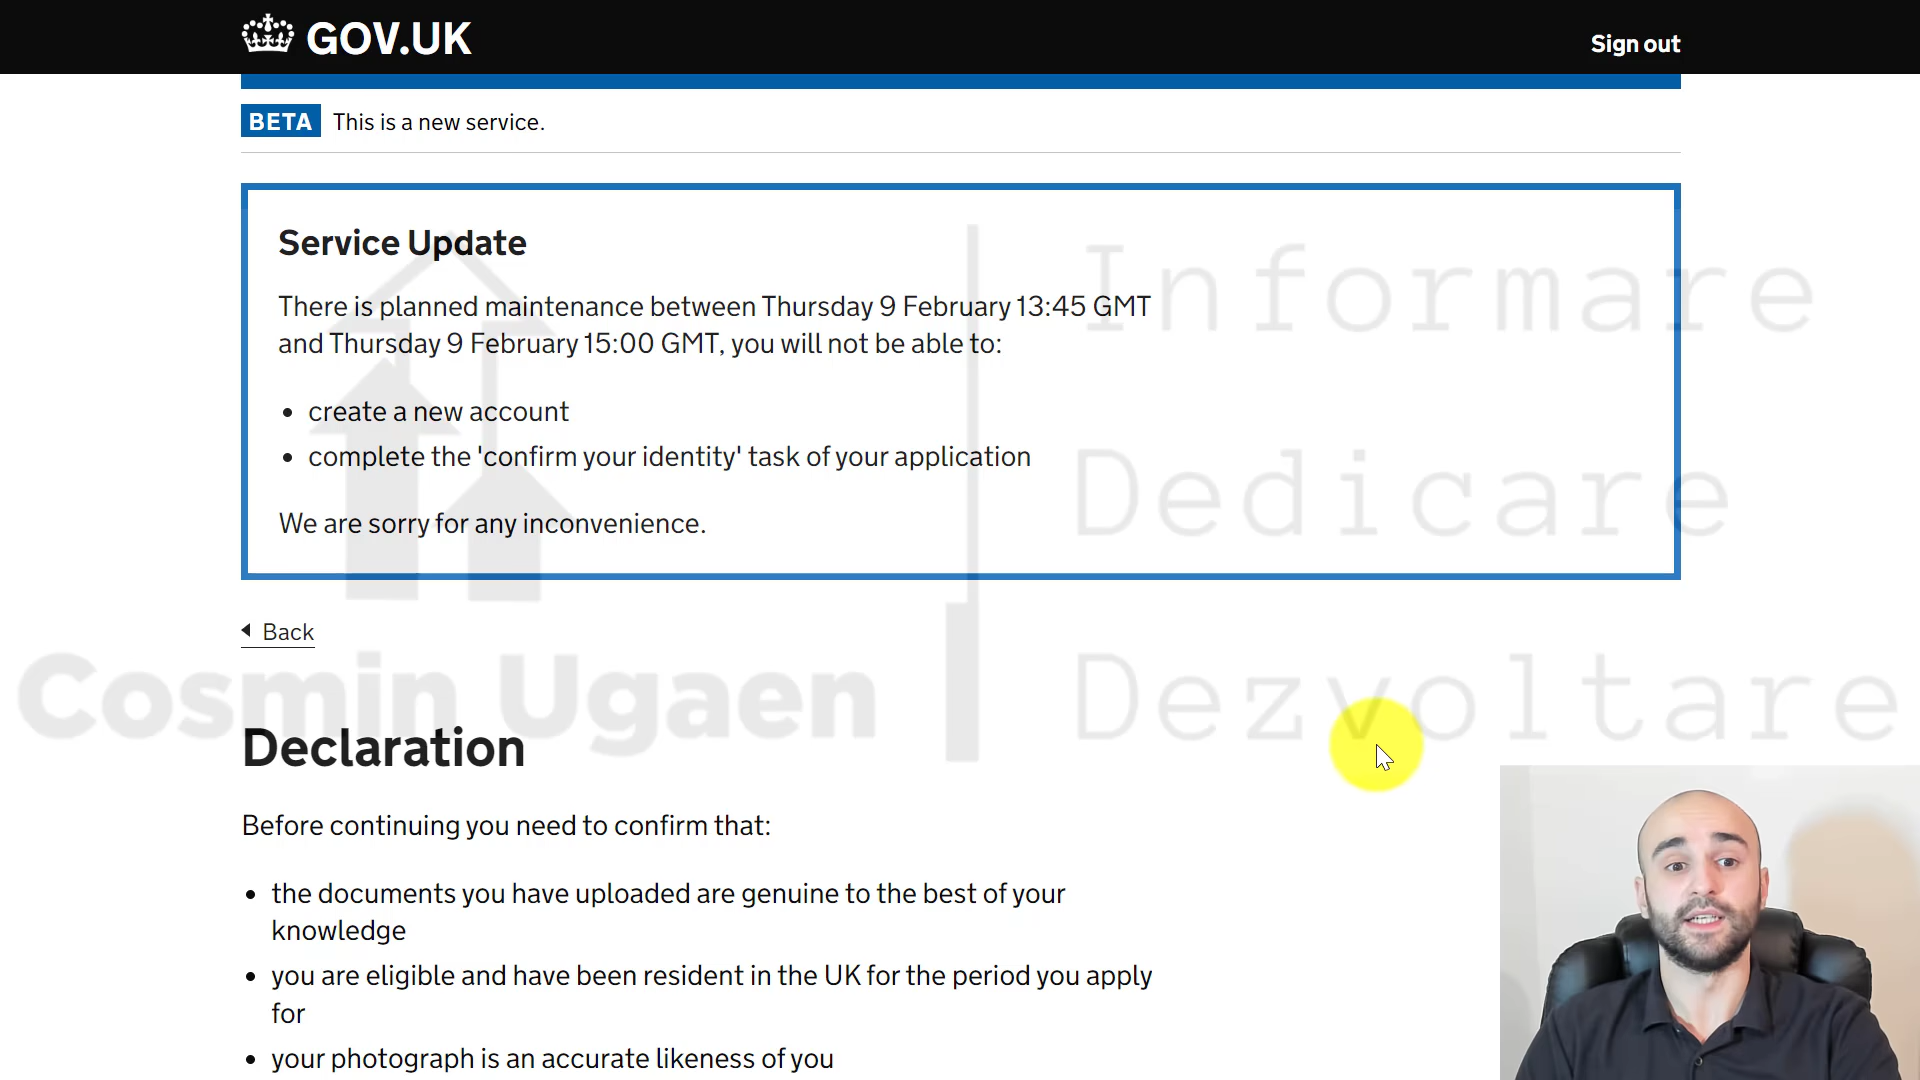 GOV.UK
Sign out
BETA This is a new service.
Service Update
There is planned maintenance between Thursday 9 February 13:45 GMT
and Thursday 9 February 15:00 GMT, you will not be able to:
• create a new account
• complete the 'confirm your identity' task of your application
We are sorry for any inconvenience.
Back
Declaration
Before continuing you need to confirm that:
• the documents you have uploaded are genuine to the best of your
knowledge
• you are eligible and have been resident in the UK for the period you apply
for
• your photograph is an accurate likeness of you
Cosmin Ugaen
Informare
Dedicare
Dezvoltare